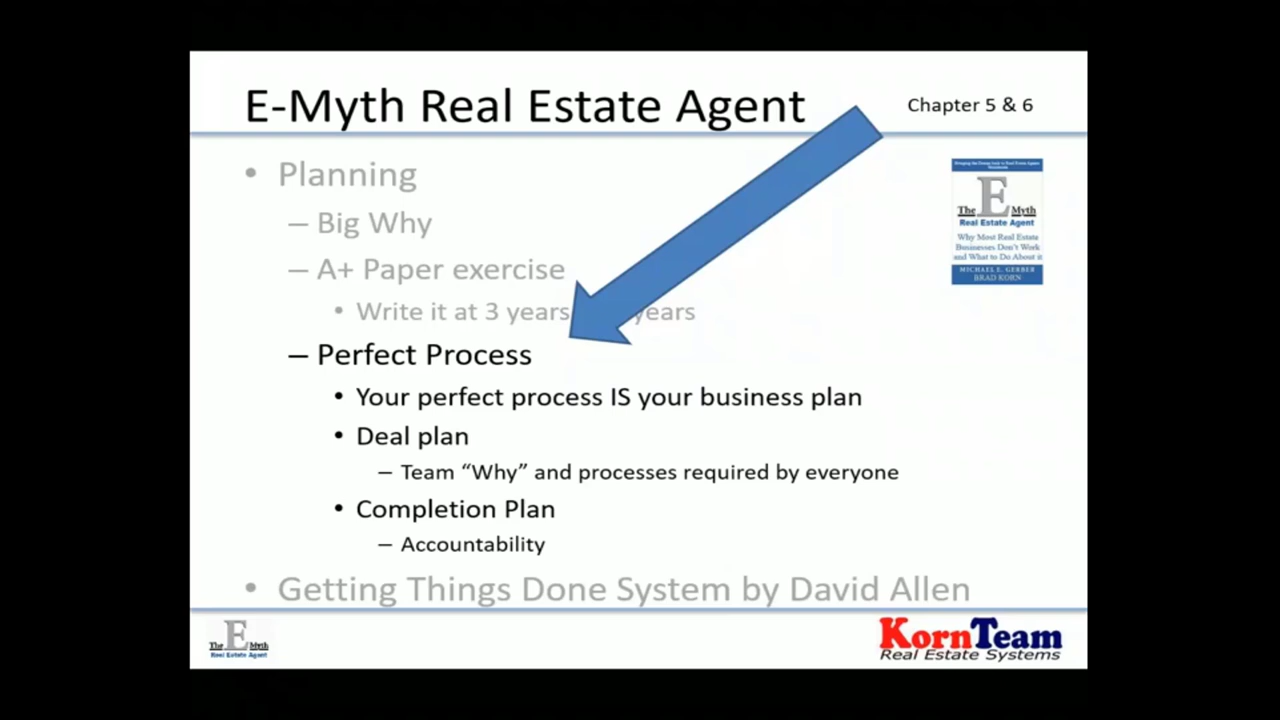 E-Myth Real Estate Agent
Chapter 5 & 6
• Planning
– Big Why
– A+ Paper exercise
• Write it at 3 years years
– Perfect Process
• Your perfect process IS your business plan
• Deal plan
– Team “Why” and processes required by everyone
• Completion Plan
– Accountability
• Getting Things Done System by David Allen
The E Myth
Real Estate Agent
Why Most Real Estate
Businesses Don't Work
and What to Do About it
MICHAEL E. GERBER
BRAD KORN
The E Myth
Real Estate Agent
KornTeam
Real Estate Systems